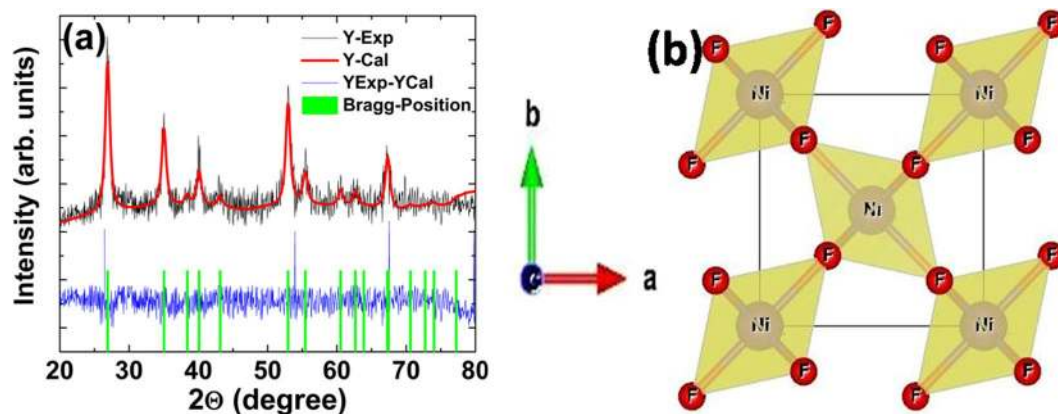 (a)
Y-Exp
Y-Cal
YExp-YCal
Bragg-Position
Intensity (arb. units)
20 30 40 50 60 70 80
2Θ (degree)
b
c
a
(b)
F F
F F
Ni Ni
F F F F
F F
Ni
F F
F F
F F
Ni Ni
F F
F F